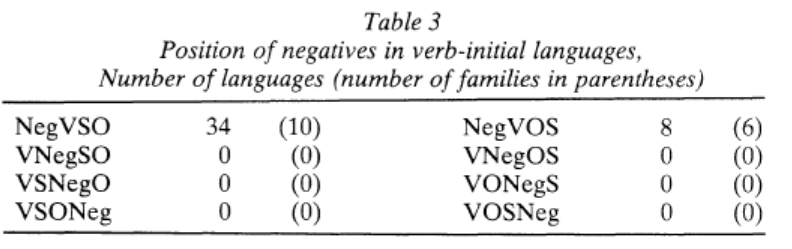 Table 3
Position of negatives in verb-initial languages,
Number of languages (number of families in parentheses)
NegVSO 34 (10) NegVOS 8 (6)
VNegSO 0 (0) VNegOS 0 (0)
VSNegO 0 (0) VONegS 0 (0)
VSONeg 0 (0) VOSNeg 0 (0)